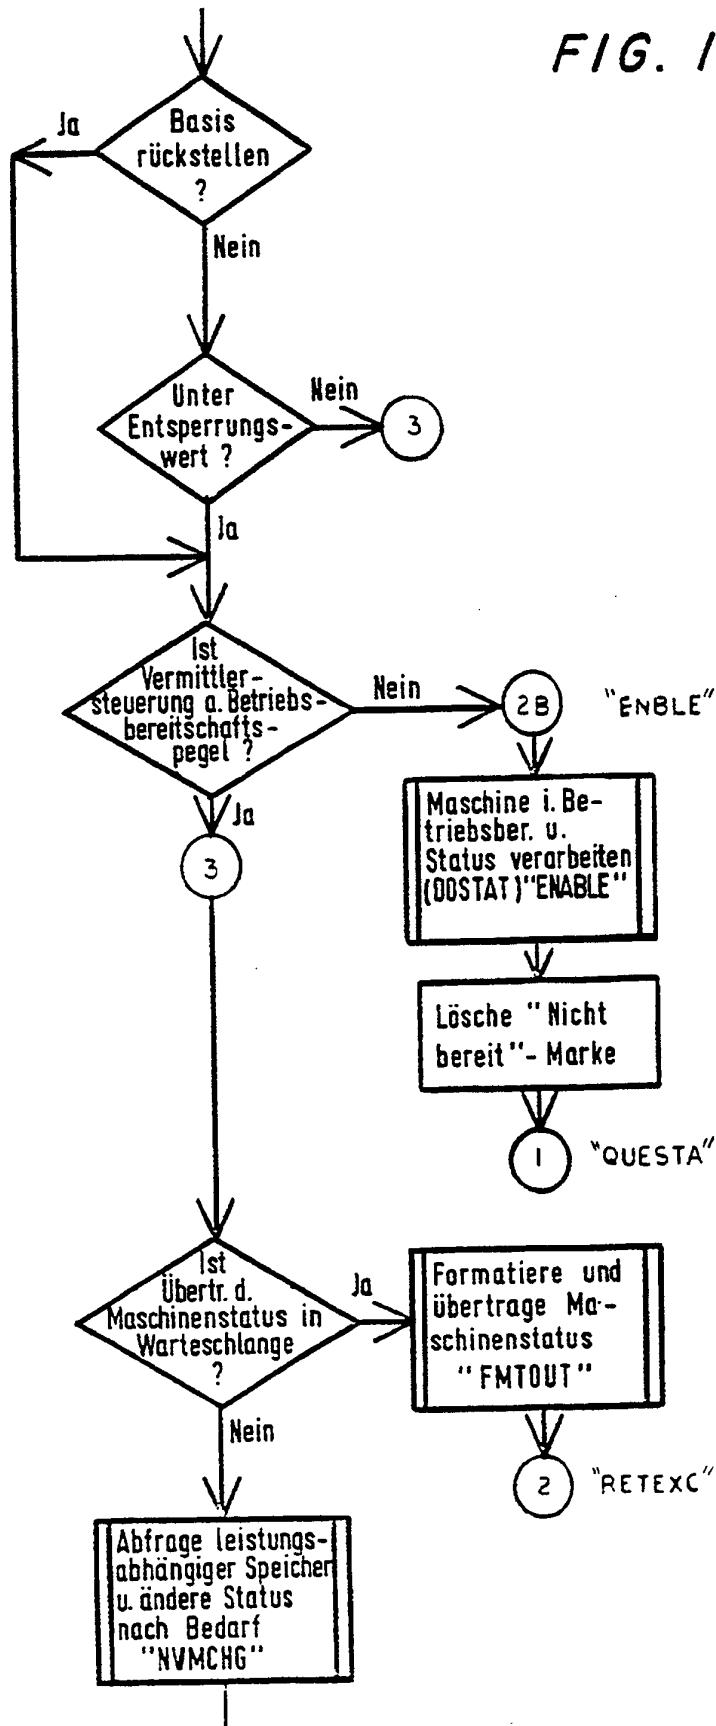 FIG. 1
Ja
Basis
rückstellen
?
Nein
Unter
Entsperrungs-
wert ?
Nein
3
Ja
Ist
Vermittler-
steuerung a. Betriebs-
bereitschafts-
pegel ?
Nein
2B
"ENBLE"
Ja
3
Maschine i. Be-
triebsber. u.
Status verarbeiten
(DOSTAT) "ENABLE"
Lösche "Nicht
bereit"- Marke
1
"QUESTA"
Ist
Übertr. d.
Maschinenstatus in
Warteschlange
?
Ja
Formatiere und
übertrage Ma-
schinenstatus
"FMTOUT"
2
"RETEXC"
Nein
Abfrage leistungs-
abhängiger Speicher
u. ändere Status
nach Bedarf
"NVMCHG"